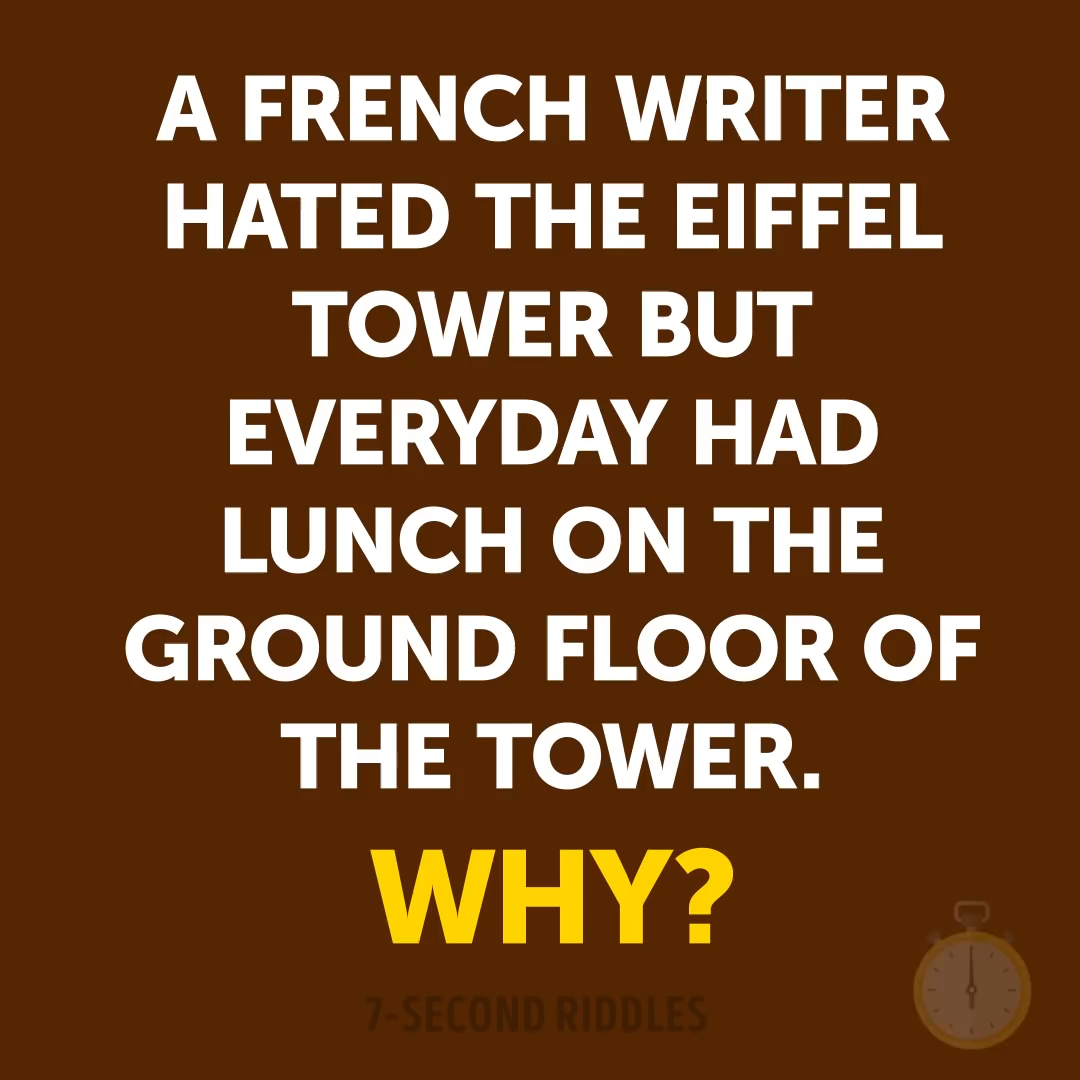 A FRENCH WRITER
HATED THE EIFFEL
TOWER BUT
EVERYDAY HAD
LUNCH ON THE
GROUND FLOOR OF
THE TOWER.
WHY?
7-SECOND RIDDLES